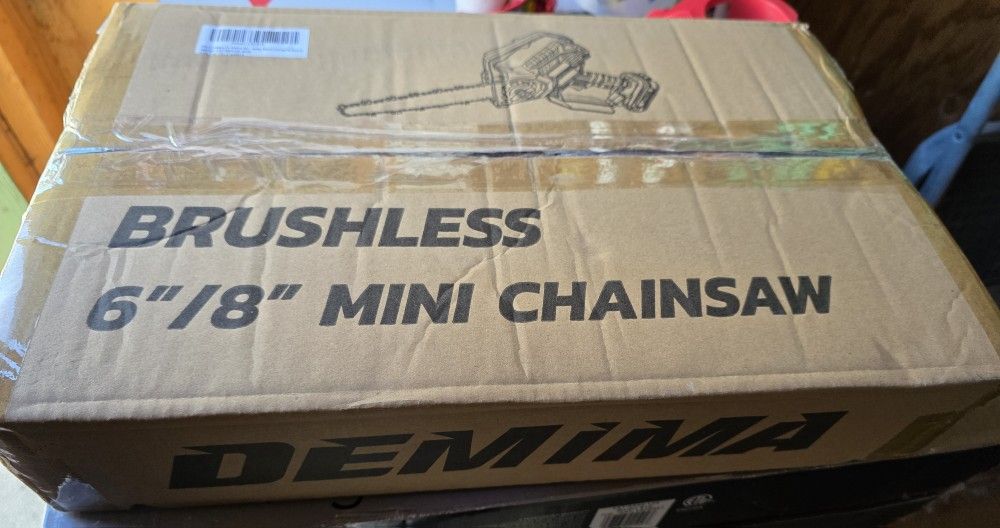 BRUSHLESS
6"/8" MINI CHAINSAW
DEMIMA